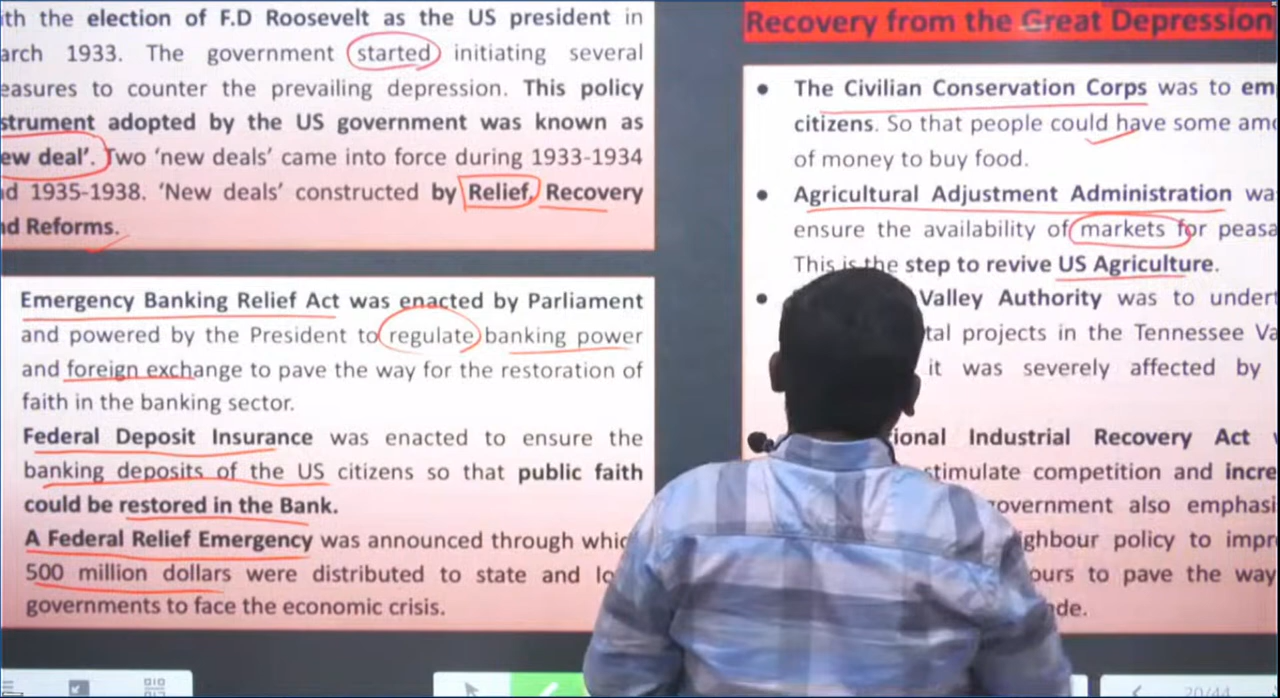 th the election of F.D Roosevelt as the US president in
arch 1933. The government started initiating several
easures to counter the prevailing depression. This policy
strument adopted by the US government was known as
ew deal’. Two ‘new deals’ came into force during 1933-1934
d 1935-1938. ‘New deals’ constructed by Relief, Recovery
nd Reforms.
Emergency Banking Relief Act was enacted by Parliament
and powered by the President to regulate banking power
and foreign exchange to pave the way for the restoration of
faith in the banking sector.
Federal Deposit Insurance was enacted to ensure the
banking deposits of the US citizens so that public faith
could be restored in the Bank.
A Federal Relief Emergency was announced through whic
500 million dollars were distributed to state and lo
governments to face the economic crisis.
Recovery from the Great Depression
• The Civilian Conservation Corps was to em
citizens. So that people could have some amo
of money to buy food.
• Agricultural Adjustment Administration wa
ensure the availability of markets for peasa
This is the step to revive US Agriculture.
• Valley Authority was to undert
tal projects in the Tennessee Va
it was severely affected by
ional Industrial Recovery Act
stimulate competition and incre
overnment also emphasi
ighbour policy to impr
ours to pave the way
ade.
20/44